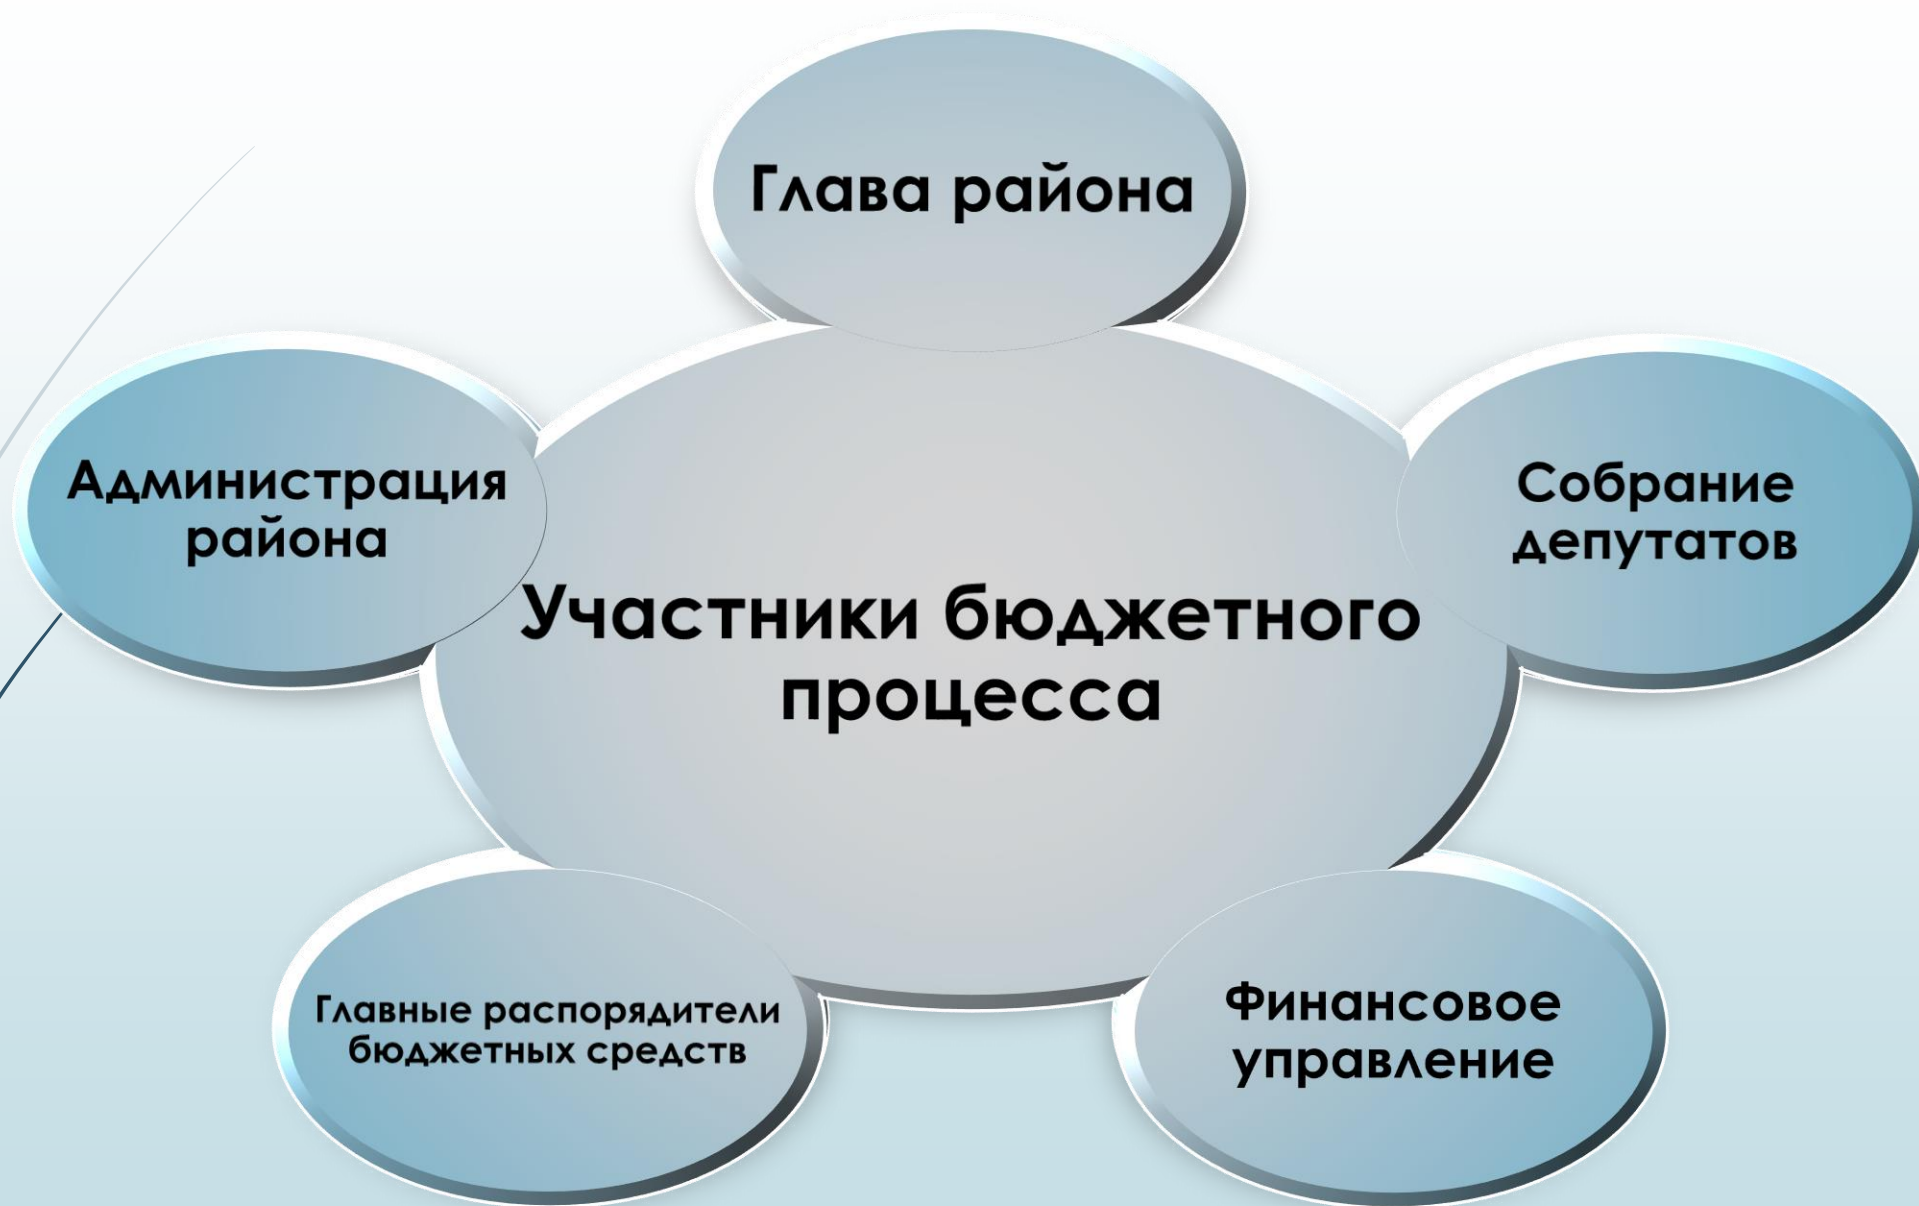 Глава района
Администрация
района
Собрание
депутатов
Участники бюджетного
процесса
Главные распорядители
бюджетных средств
Финансовое
управление